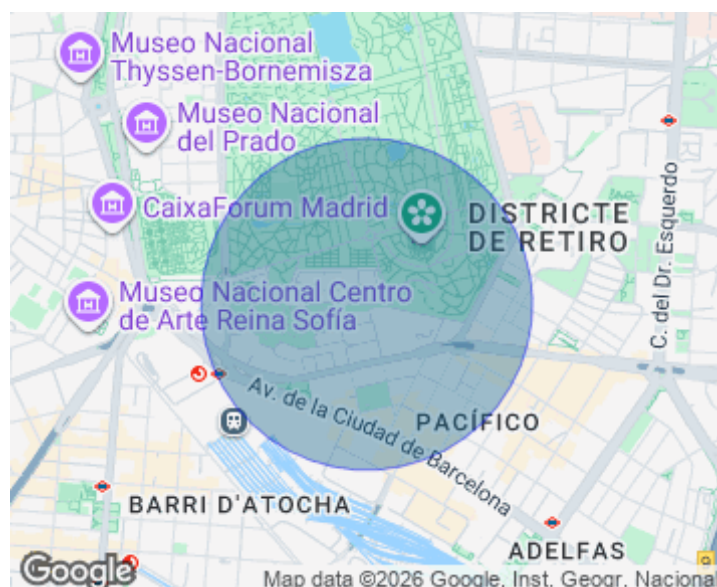 Museo Nacional
Thyssen-Bornemisza
Museo Nacional
del Prado
CaixaForum Madrid
DISTRICTE
DE RETIRO
C. del Dr. Esquerdo
Museo Nacional Centro
de Arte Reina Sofía
Av. de la Ciudad de Barcelona
PACÍFICO
BARRI D'ATOCHA
ADELFAS
Google
Map data ©2026 Google, Inst. Geogr. Nacional